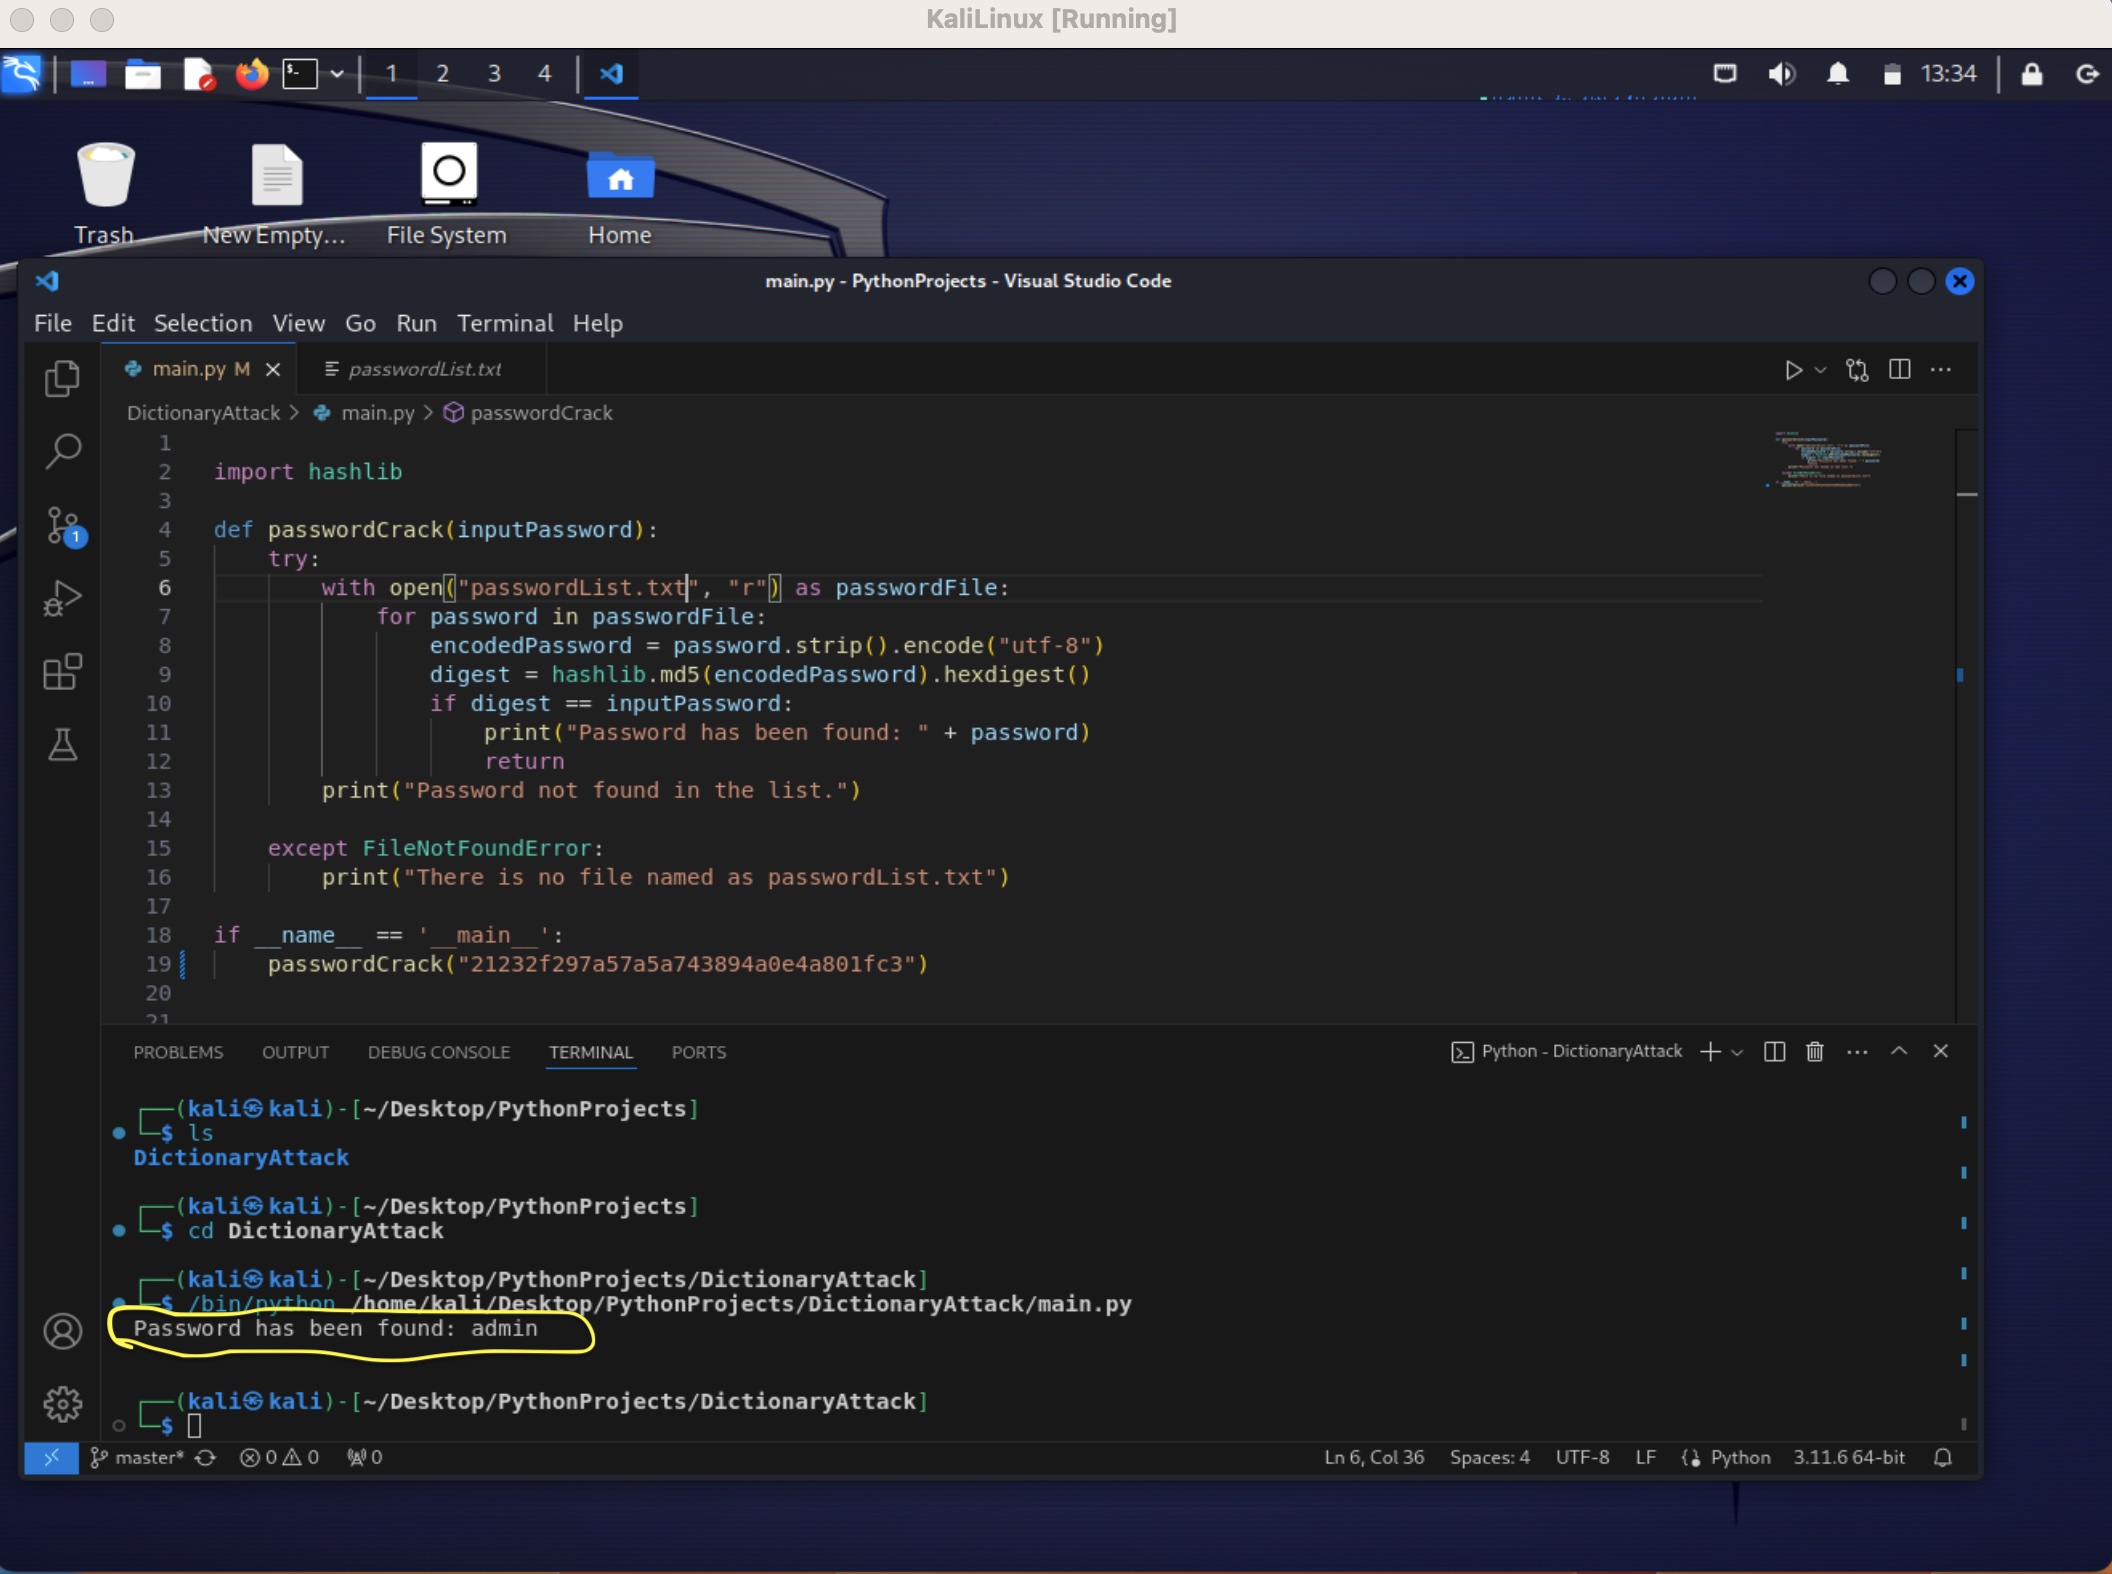 KaliLinux [Running]
1 2 3 4 13:34
Trash New Empty... File System Home
main.py - PythonProjects - Visual Studio Code
File Edit Selection View Go Run Terminal Help
main.py M passwordList.txt
DictionaryAttack > main.py > passwordCrack
1
2 import hashlib
3
4 def passwordCrack(inputPassword):
5 try:
6 with open("passwordList.txt", "r") as passwordFile:
7 for password in passwordFile:
8 encodedPassword = password.strip().encode("utf-8")
9 digest = hashlib.md5(encodedPassword).hexdigest()
10 if digest == inputPassword:
11 print("Password has been found: " + password)
12 return
13 print("Password not found in the list.")
14
15 except FileNotFoundError:
16 print("There is no file named as passwordList.txt")
17
18 if __name__ == '__main__':
19 passwordCrack("21232f297a57a5a743894a0e4a801fc3")
20
21
1
PROBLEMS OUTPUT DEBUG CONSOLE TERMINAL PORTS Python - DictionaryAttack
(kali㉿kali)-[~/Desktop/PythonProjects]
$ ls
DictionaryAttack
(kali㉿kali)-[~/Desktop/PythonProjects]
$ cd DictionaryAttack
(kali㉿kali)-[~/Desktop/PythonProjects/DictionaryAttack]
$ /bin/python /home/kali/Desktop/PythonProjects/DictionaryAttack/main.py
Password has been found: admin
(kali㉿kali)-[~/Desktop/PythonProjects/DictionaryAttack]
$
master* 0 0 0 Ln 6, Col 36 Spaces: 4 UTF-8 LF Python 3.11.6 64-bit